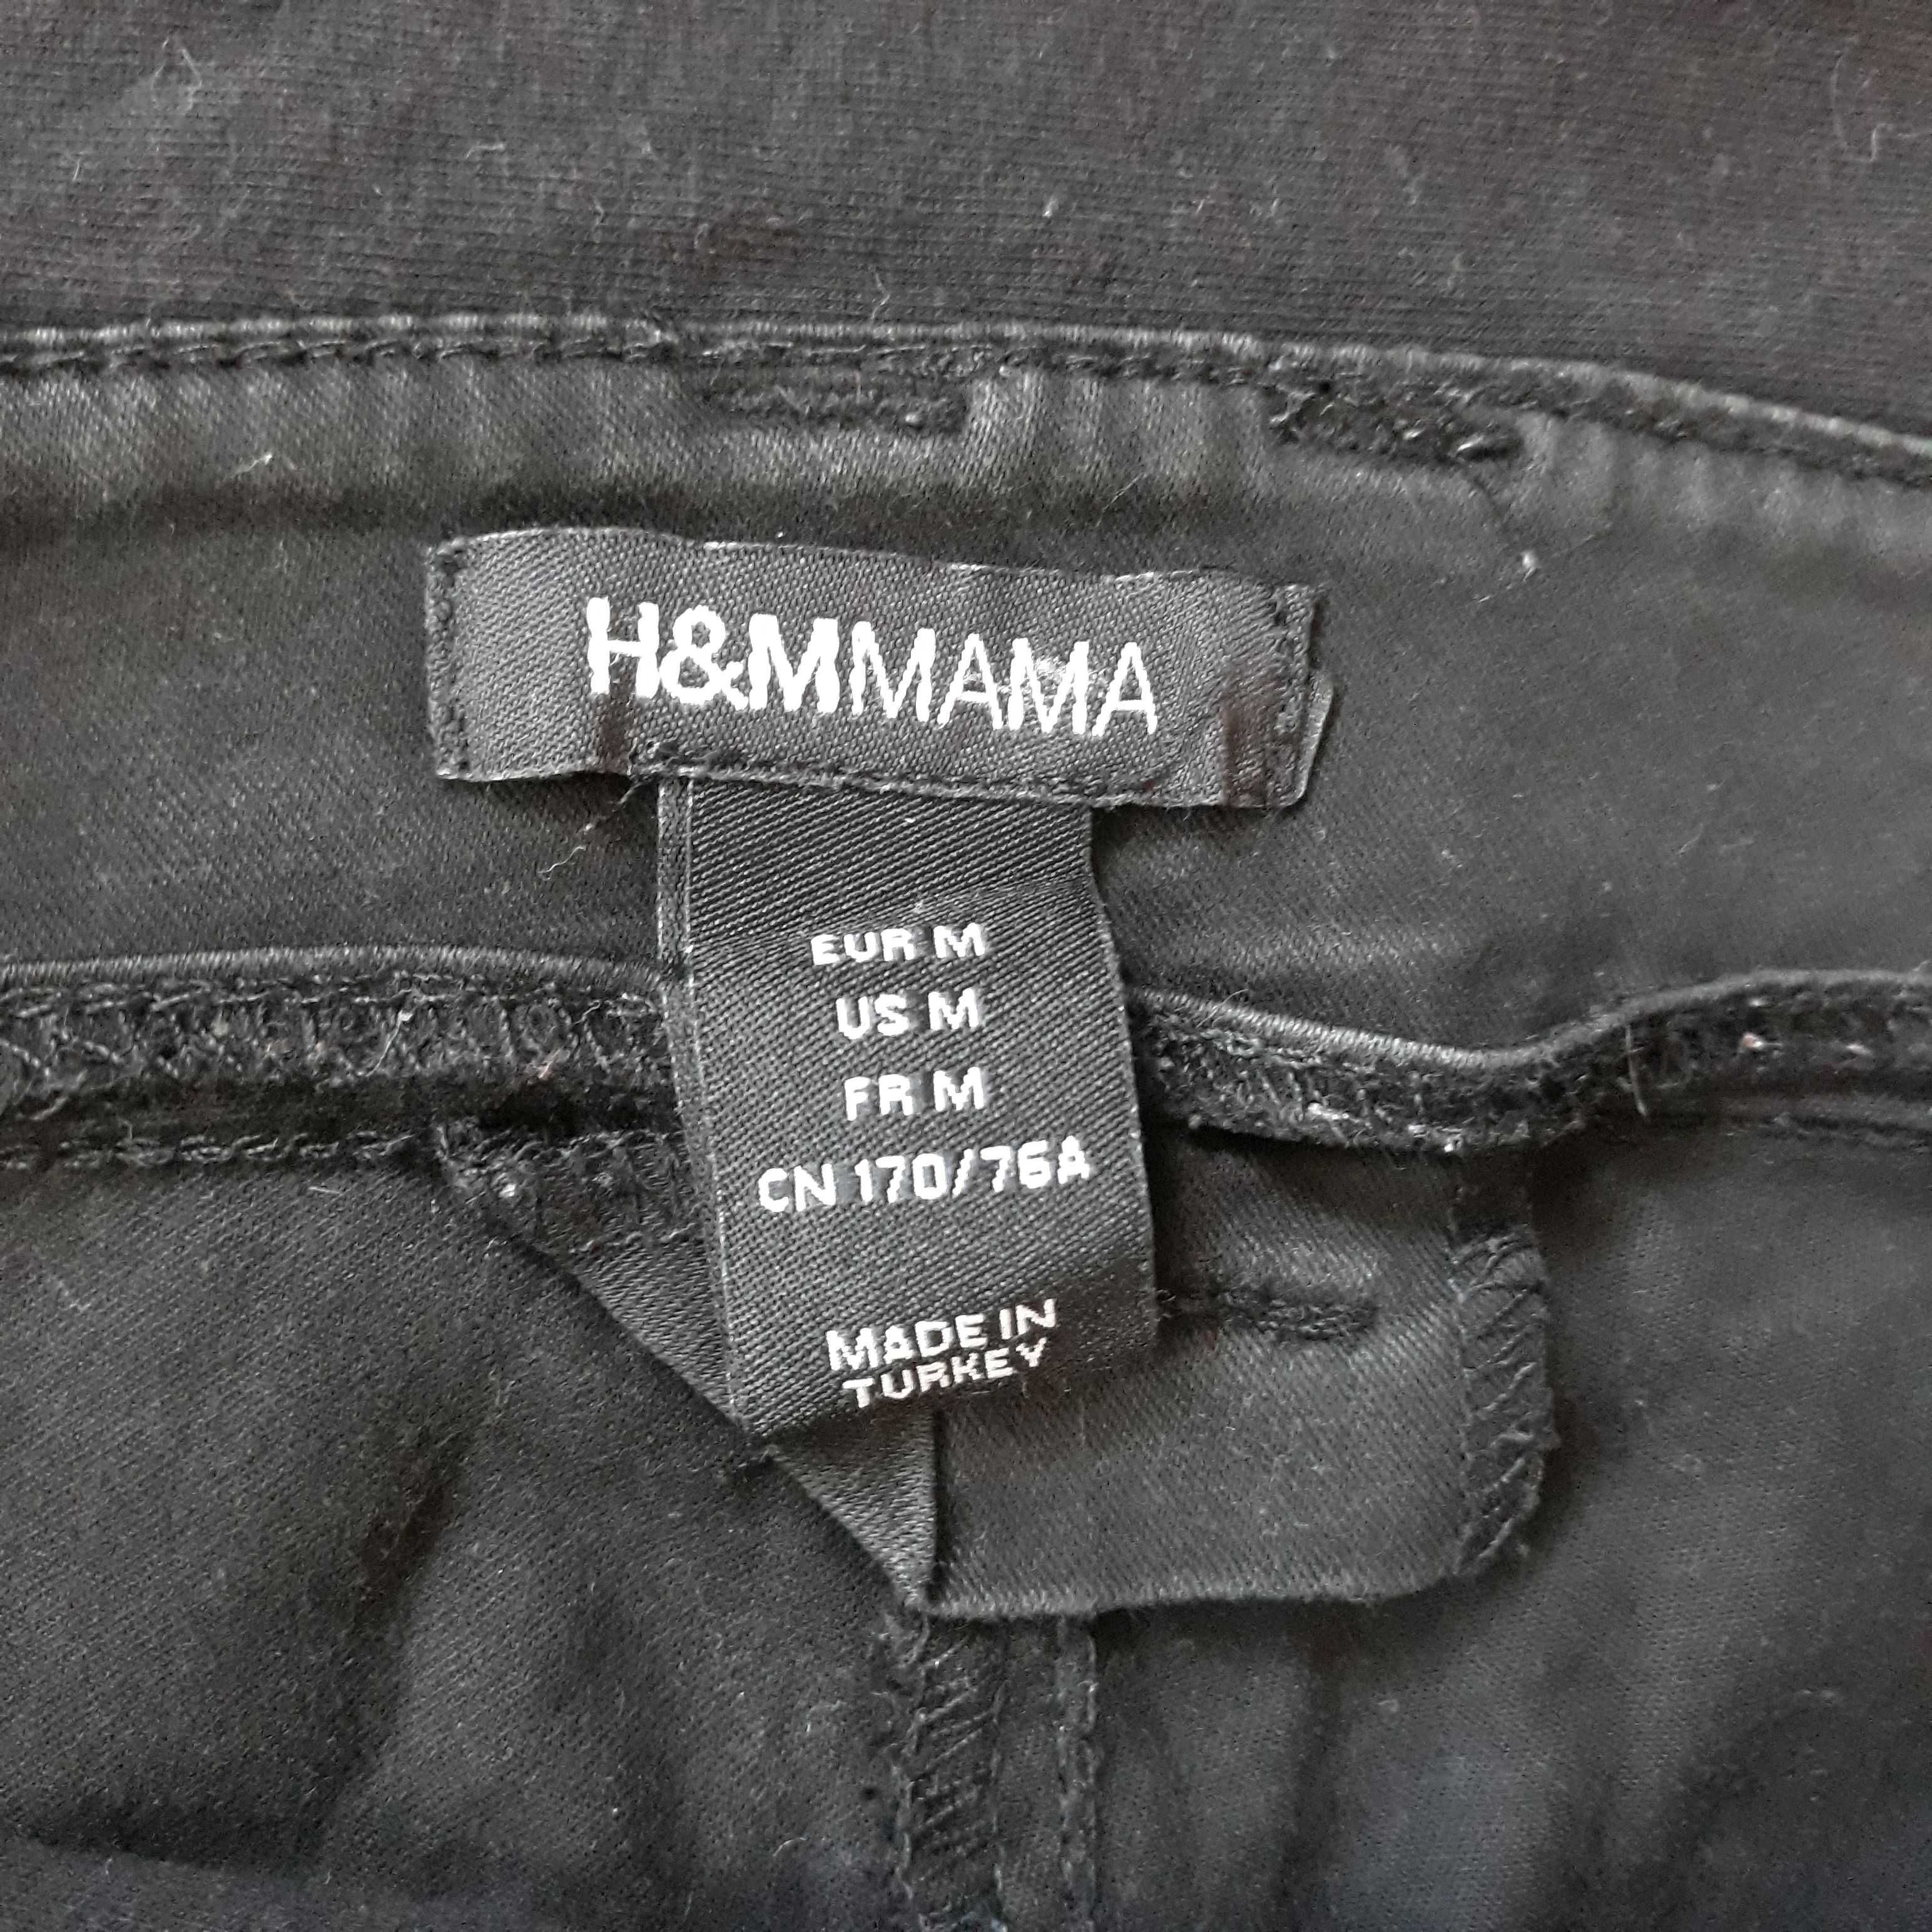 H&MMAMA
EUR M
US M
FR M
CN 170/76A
MADE IN
TURKEY